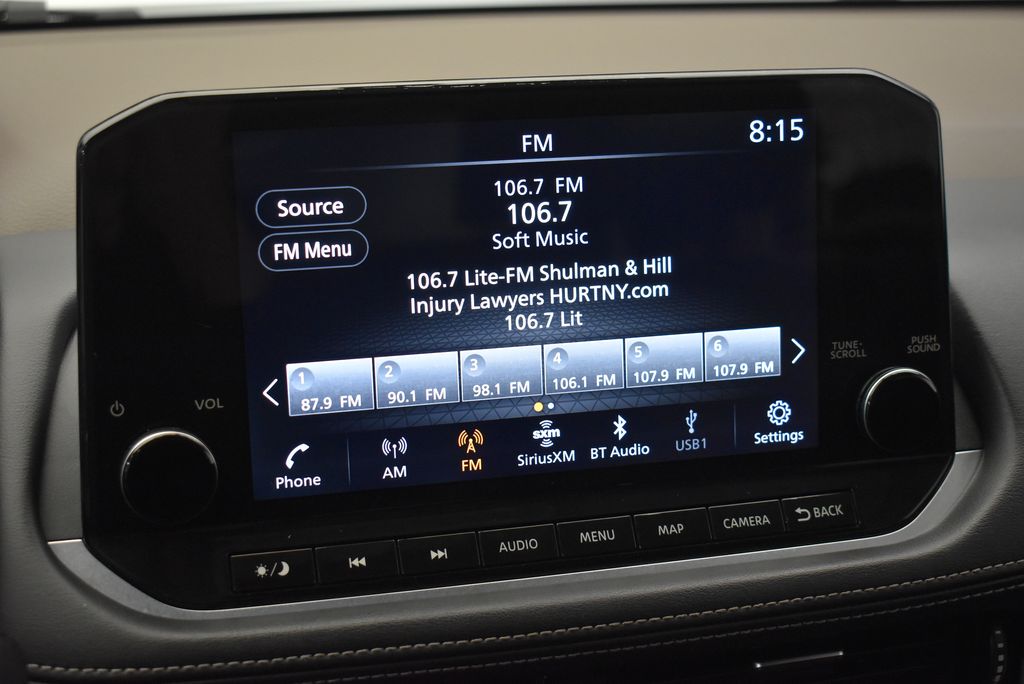 FM
8:15
Source
FM Menu
106.7 FM
106.7
Soft Music
106.7 Lite-FM Shulman & Hill
Injury Lawyers HURTNY.com
106.7 Lit
1
87.9 FM
2
90.1 FM
3
98.1 FM
4
106.1 FM
5
107.9 FM
6
107.9 FM
VOL
TUNE-
SCROLL
PUSH
SOUND
Phone
AM
FM
sxm
SiriusXM
BT Audio
USB1
Settings
AUDIO
MENU
MAP
CAMERA
BACK